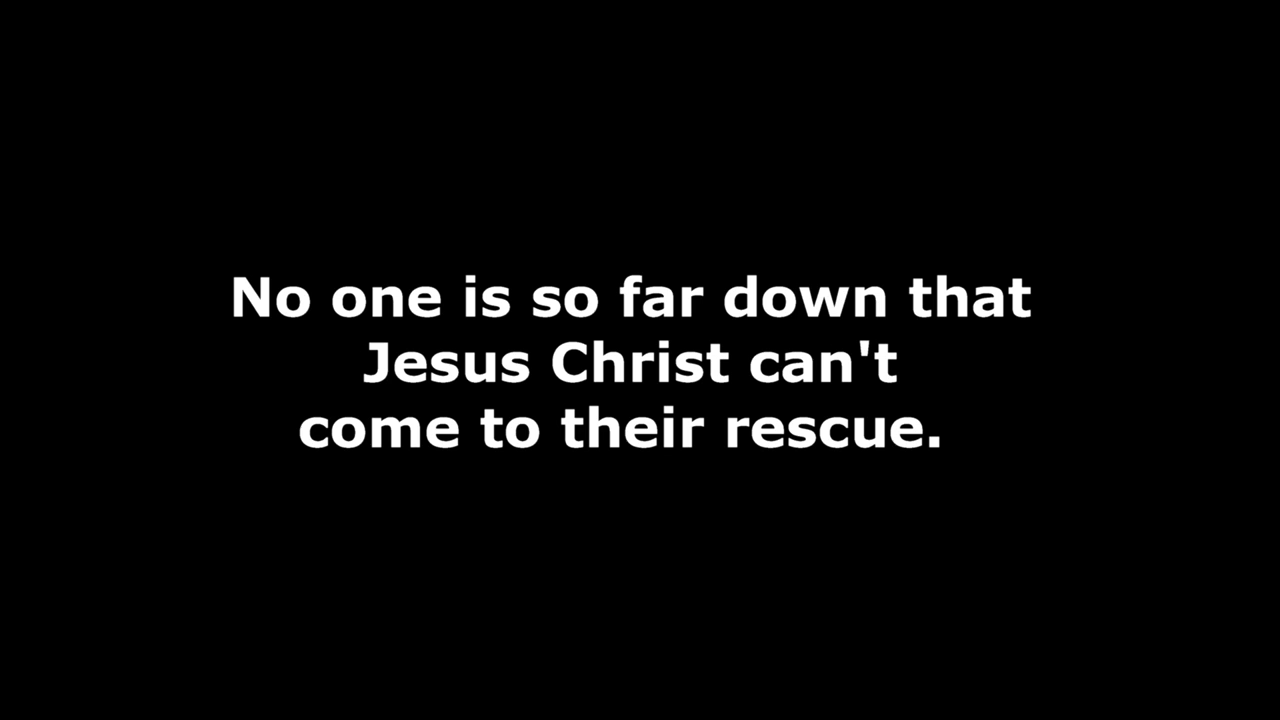 No one is so far down that
Jesus Christ can't
come to their rescue.